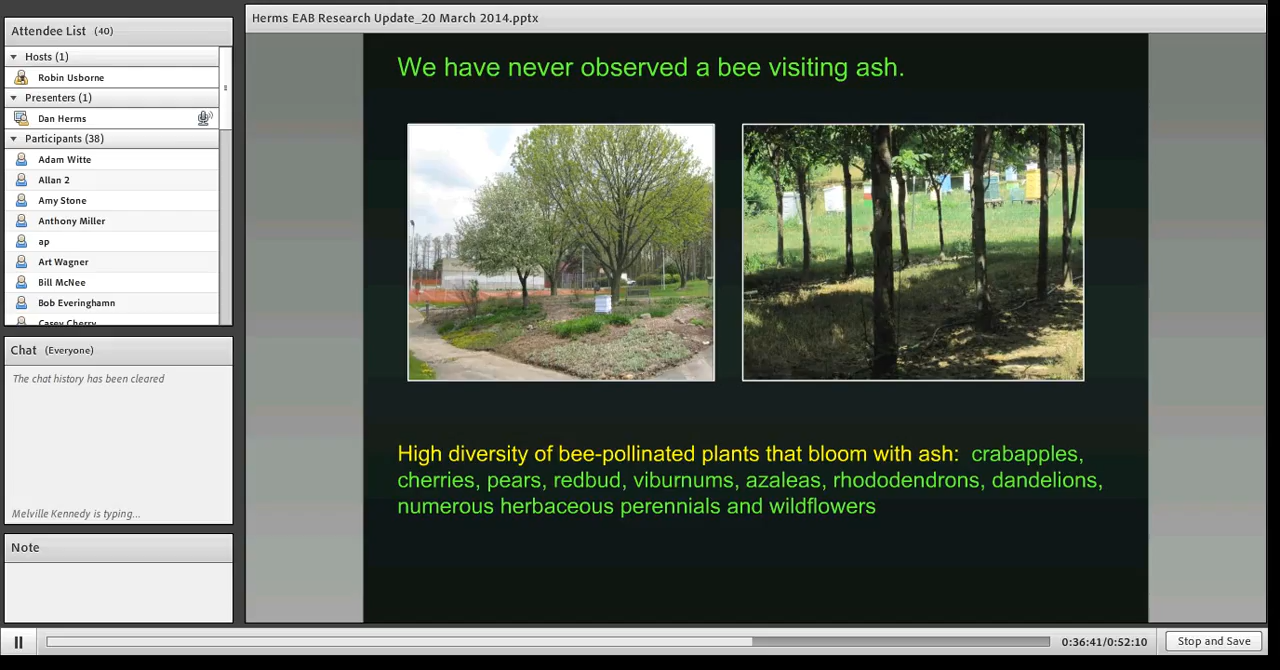 Herms EAB Research Update_20 March 2014.pptx
Attendee List (40)
Hosts (1)
Robin Usborne
Presenters (1)
Dan Herms
Participants (38)
Adam Witte
Allan 2
Amy Stone
Anthony Miller
ap
Art Wagner
Bill McNee
Bob Everinghamn
Casey Cherry
Chat (Everyone)
The chat history has been cleared
Melville Kennedy is typing...
Note
We have never observed a bee visiting ash.
High diversity of bee-pollinated plants that bloom with ash: crabapples,
cherries, pears, redbud, viburnums, azaleas, rhododendrons, dandelions,
numerous herbaceous perennials and wildflowers
0:36:41/0:52:10
Stop and Save